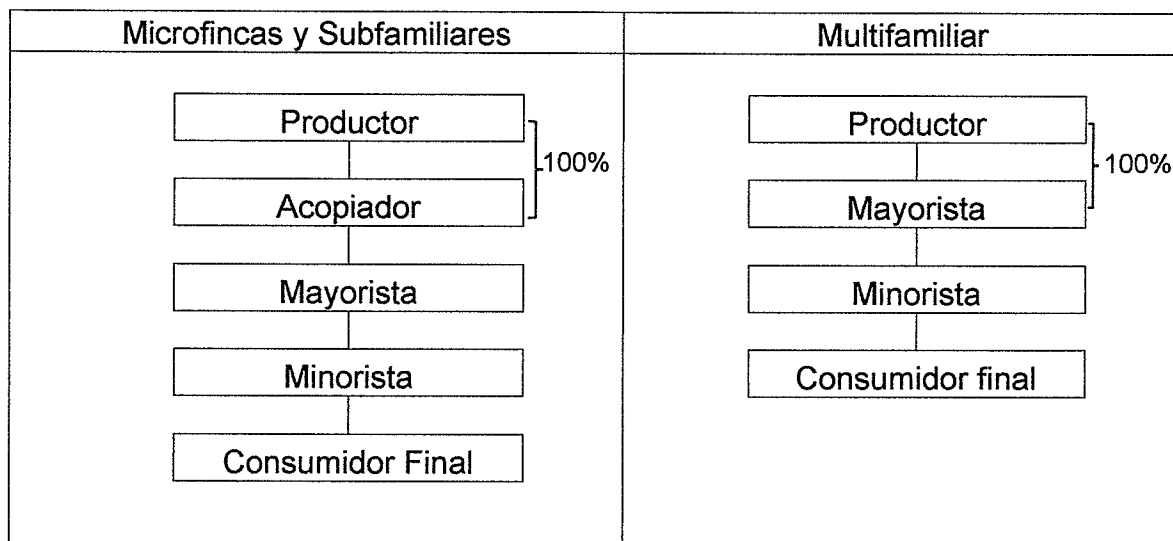 Microfincas y Subfamiliares
Productor
100%
Acopiador
Mayorista
Minorista
Consumidor Final
Multifamiliar
Productor
100%
Mayorista
Minorista
Consumidor final